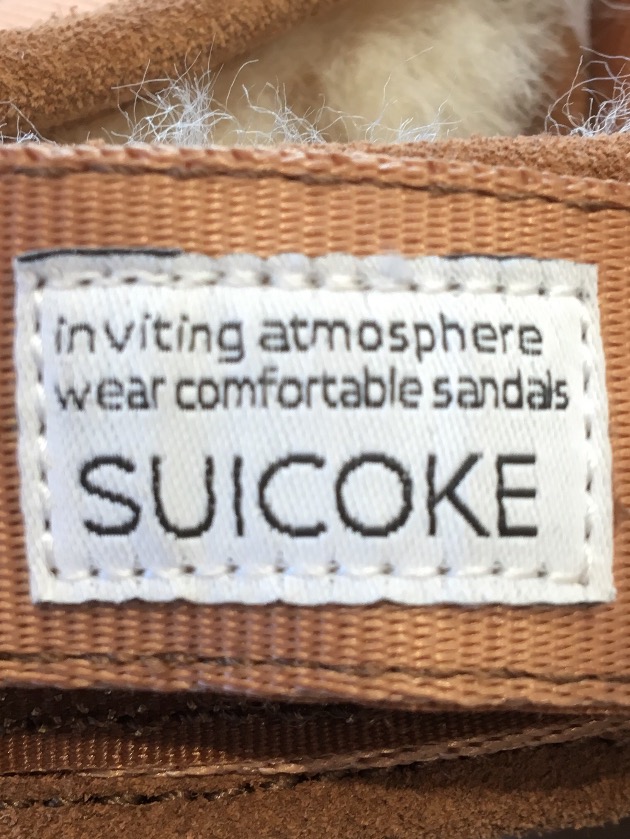 inviting atmosphere
wear comfortable sandals
SUICOKE